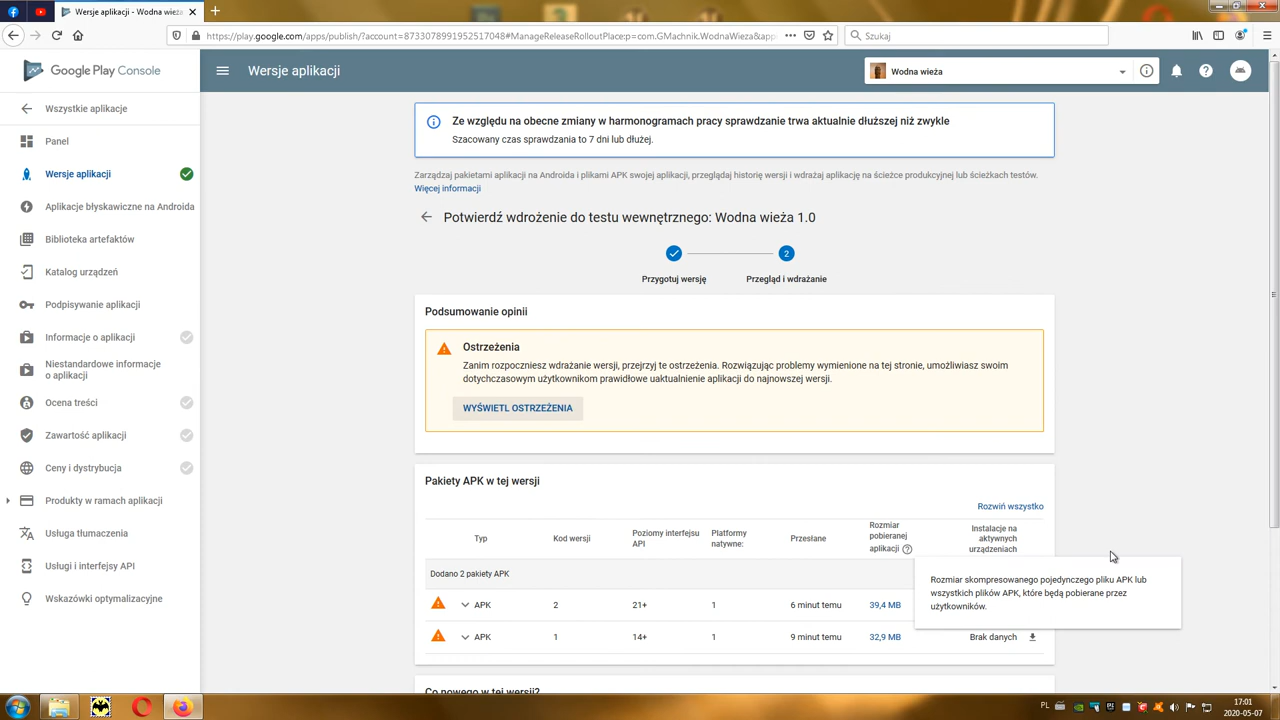 Wersje aplikacji - Wodna wieża
https://play.google.com/apps/publish/?account=8733078991952517048#ManageReleaseRolloutPlace:p=com.GMachnik.WodnaWieza&app
Szukaj
Google Play Console
Wersje aplikacji
Wodna wieża
Wszystkie aplikacje
Panel
Wersje aplikacji
Aplikacje błyskawiczne na Androida
Biblioteka artefaktów
Katalog urządzeń
Podpisywanie aplikacji
Informacje o aplikacji
Niestandardowe informacje
o aplikacji
Ocena treści
Zawartość aplikacji
Ceny i dystrybucja
Produkty w ramach aplikacji
Usługa tłumaczenia
Usługi i interfejsy API
Wskazówki optymalizacyjne
Ze względu na obecne zmiany w harmonogramach pracy sprawdzanie trwa aktualnie dłuższej niż zwykle
Szacowany czas sprawdzania to 7 dni lub dłużej.
Zarządzaj pakietami aplikacji na Androida i plikami APK swojej aplikacji, przeglądaj historię wersji i wdrażaj aplikację na ścieżce produkcyjnej lub ścieżkach testów.
Więcej informacji
Potwierdź wdrożenie do testu wewnętrznego: Wodna wieża 1.0
2
Przygotuj wersję
Przegląd i wdrażanie
Podsumowanie opinii
Ostrzeżenia
Zanim rozpoczniesz wdrażanie wersji, przejrzyj te ostrzeżenia. Rozwiązując problemy wymienione na tej stronie, umożliwiasz swoim
dotychczasowym użytkownikom prawidłowe uaktualnienie aplikacji do najnowszej wersji.
WYŚWIETL OSTRZEŻENIA
Pakiety APK w tej wersji
Rozwiń wszystko
Typ
Kod wersji
Poziomy interfejsu
API
Platformy
natywne:
Przesłane
Rozmiar
pobieranej
aplikacji
Instalacje na
aktywnych
urządzeniach
Dodano 2 pakiety APK
APK 2 21+ 1 6 minut temu 39,4 MB
APK 1 14+ 1 9 minut temu 32,9 MB Brak danych
Rozmiar skompresowanego pojedynczego pliku APK lub
wszystkich plików APK, które będą pobierane przez
użytkowników.
Co nowego w tej wersji?
PL
17:01
2020-05-07